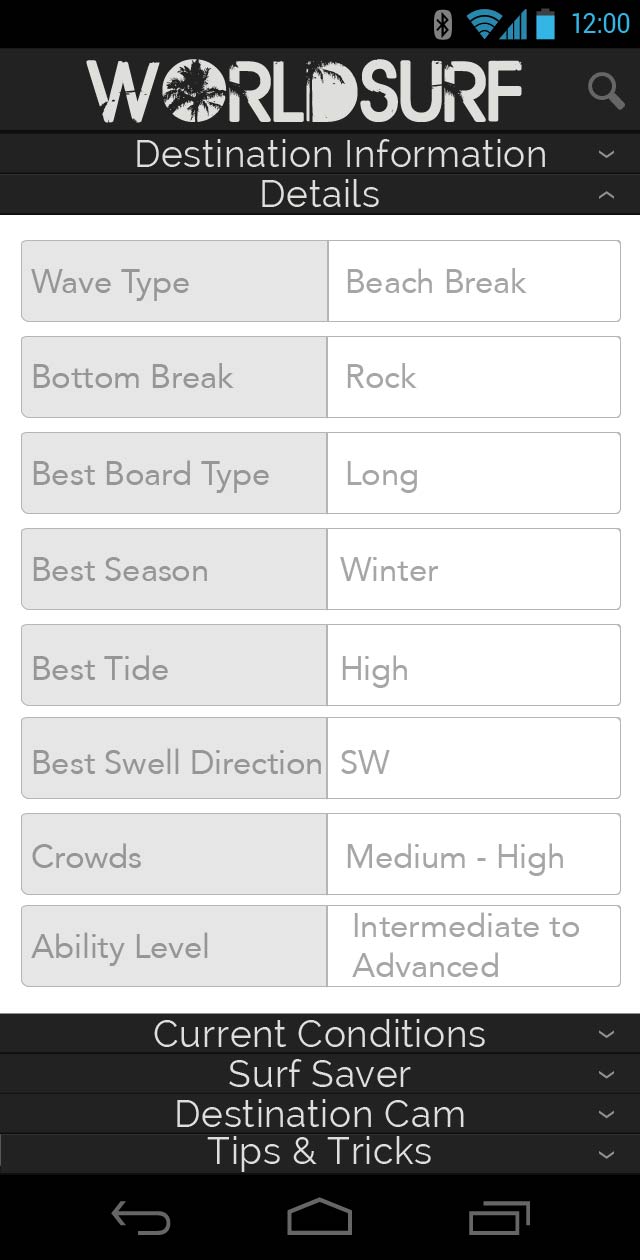 12:00
WORLDSURF
Destination Information
Details
Wave Type Beach Break
Bottom Break Rock
Best Board Type Long
Best Season Winter
Best Tide High
Best Swell Direction SW
Crowds Medium - High
Ability Level Intermediate to
Advanced
Current Conditions
Surf Saver
Destination Cam
Tips & Tricks